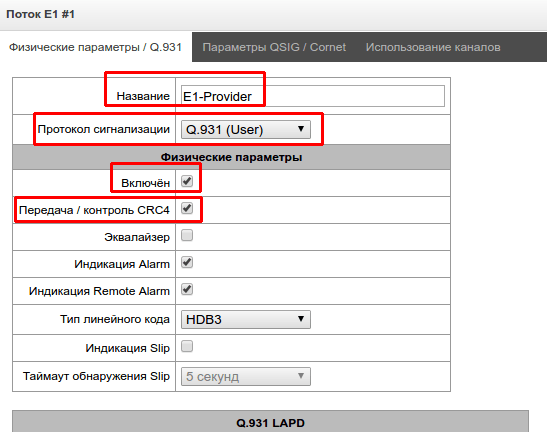 Поток E1 #1
Физические параметры / Q.931 Параметры QSIG / Cornet Использование каналов
Название E1-Provider
Протокол сигнализации Q.931 (User)
Физические параметры
Включён
Передача / контроль CRC4
Эквалайзер
Индикация Alarm
Индикация Remote Alarm
Тип линейного кода HDB3
Индикация Slip
Таймаут обнаружения Slip 5 секунд
Q.931 LAPD